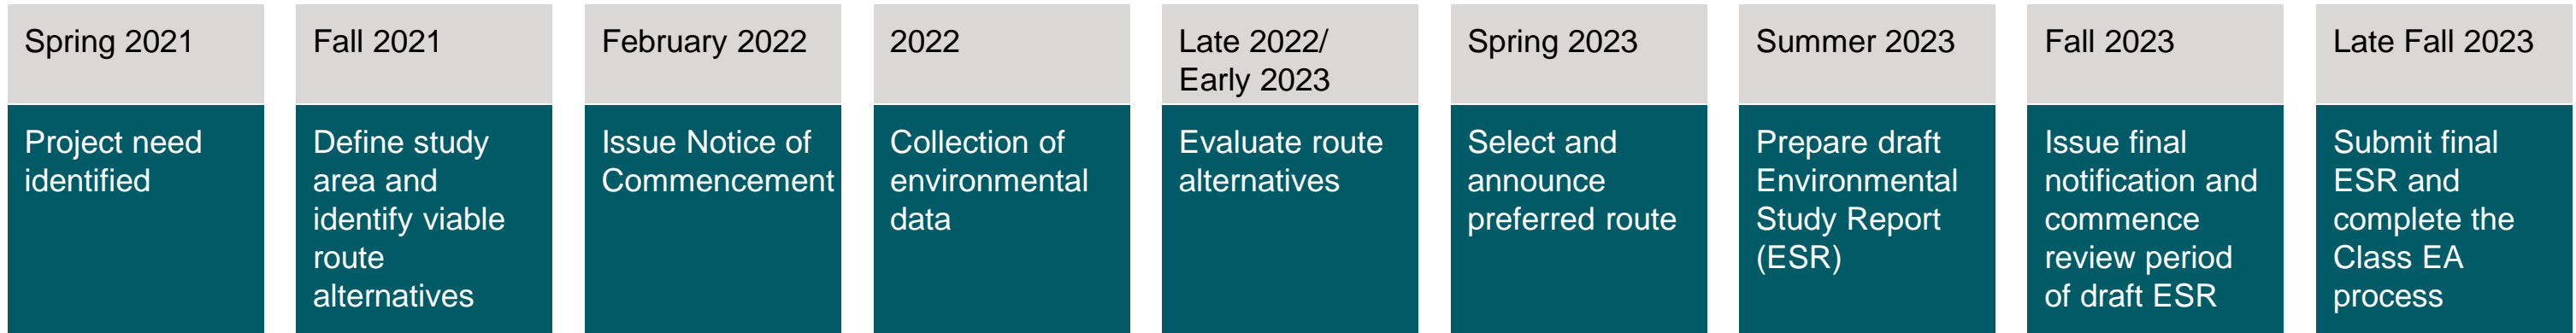 Spring 2021
Project need
identified
Fall 2021
Define study
area and
identify viable
route
alternatives
February 2022
Issue Notice of
Commencement
2022
Collection of
environmental
data
Late 2022/
Early 2023
Evaluate route
alternatives
Spring 2023
Select and
announce
preferred route
Summer 2023
Prepare draft
Environmental
Study Report
(ESR)
Fall 2023
Issue final
notification and
commence
review period
of draft ESR
Late Fall 2023
Submit final
ESR and
complete the
Class EA
process